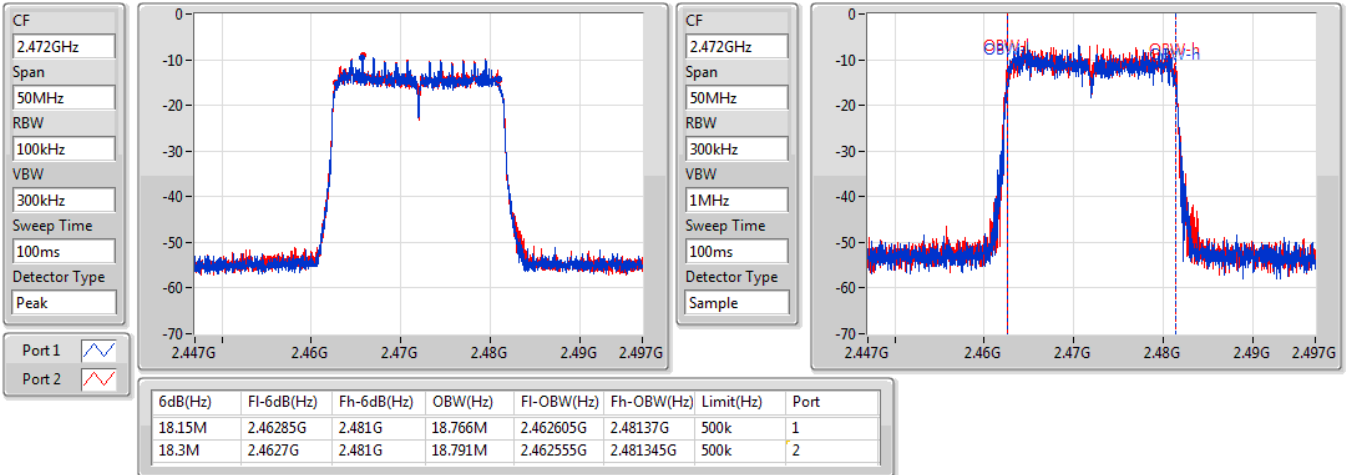 CF
2.472GHz
Span
50MHz
RBW
100kHz
VBW
300kHz
Sweep Time
100ms
Detector Type
Peak
0-
-10-
-20-
-30-
-40-
-50-
-60-
-70-
2.447G 2.46G 2.47G 2.48G 2.49G 2.497G
CF
2.472GHz
Span
50MHz
RBW
300kHz
VBW
1MHz
Sweep Time
100ms
Detector Type
Sample
0-
-10-
-20-
-30-
-40-
-50-
-60-
-70-
OBW-h
2.447G 2.46G 2.47G 2.48G 2.49G 2.497G
Port 1
Port 2
6dB(Hz) Fl-6dB(Hz) Fh-6dB(Hz) OBW(Hz) Fl-OBW(Hz) Fh-OBW(Hz) Limit(Hz) Port
18.15M 2.46285G 2.481G 18.766M 2.462605G 2.48137G 500k 1
18.3M 2.4627G 2.481G 18.791M 2.462555G 2.481345G 500k 2